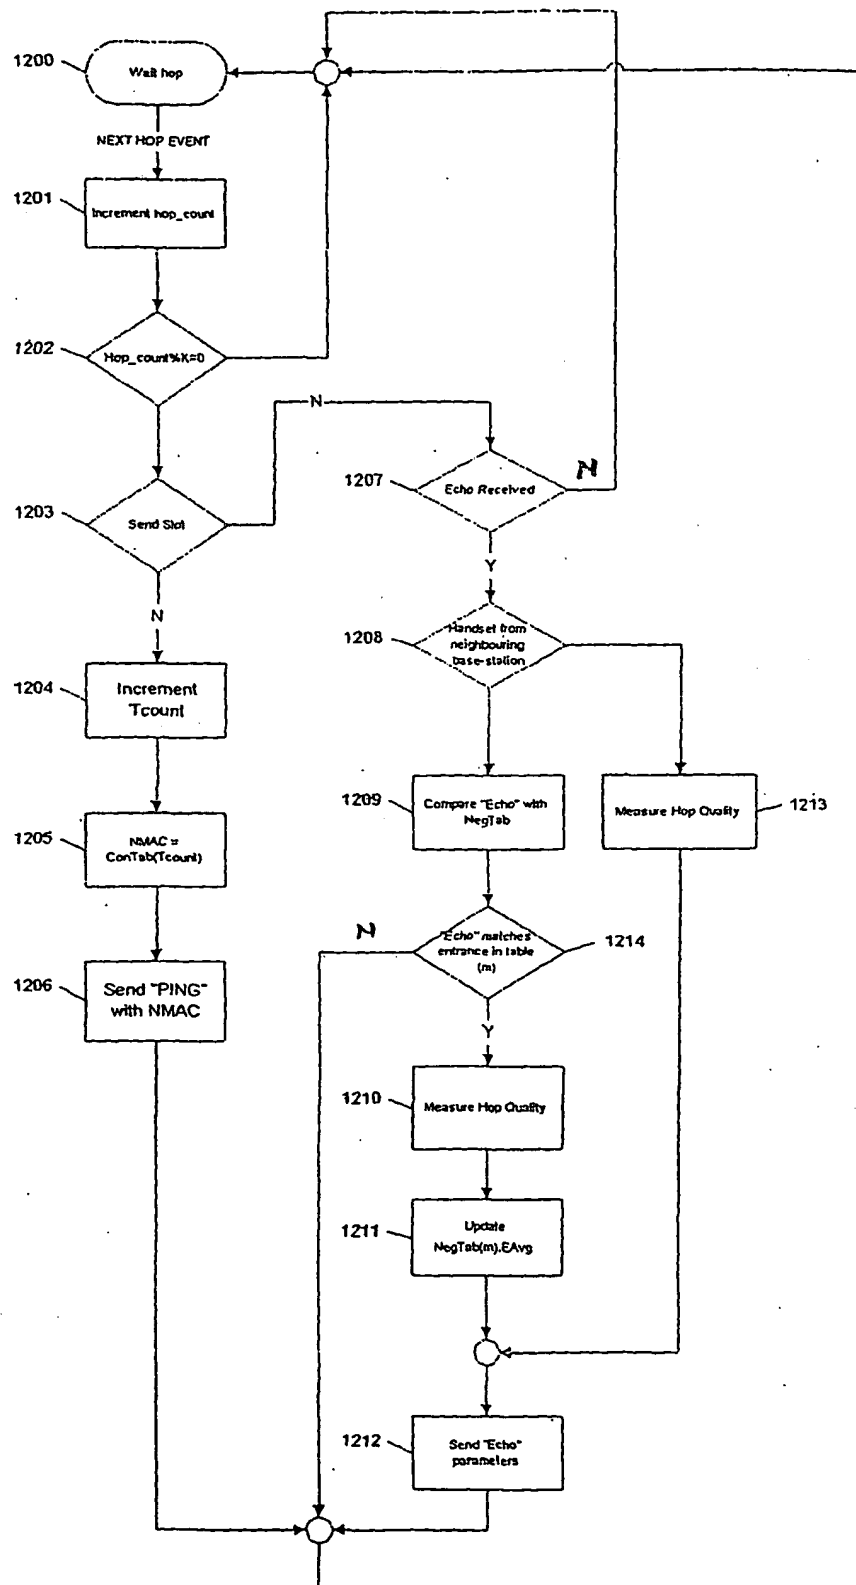 1200
Wait hop
NEXT HOP EVENT
1201
Increment hop_count
1202
Hop_count%K=0
N
1203
Send Slot
N
1204
Increment
Tcount
1205
NMAC =
ConTab(Tcount)
1206
Send "PING"
with NMAC
1207
Echo Received
N
Y
1208
Handset from
neighbouring
base-station
1209
Compare "Echo" with
NegTab
Measure Hop Quality
1213
N
"Echo" matches
entrance in table
(m)
1214
Y
1210
Measure Hop Quality
1211
Update
NegTab(m).EAvg
1212
Send "Echo"
parameters